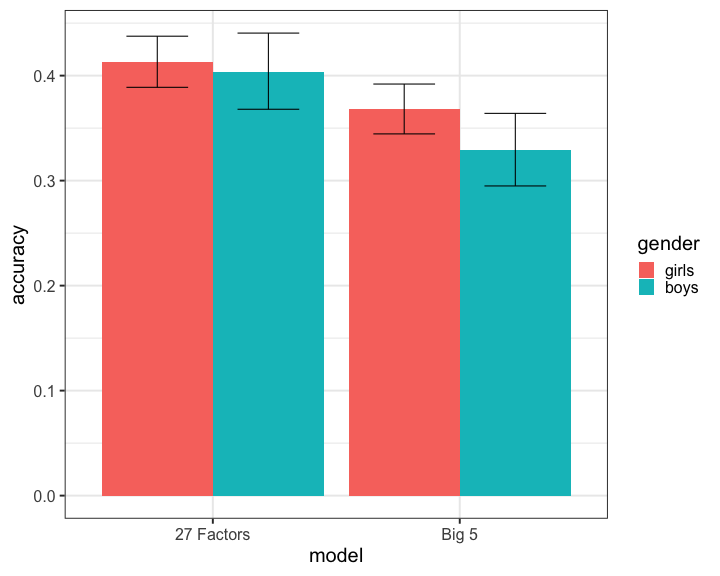 accuracy
0.4
0.3
0.2
0.1
0.0
27 Factors Big 5
model
gender
girls
boys